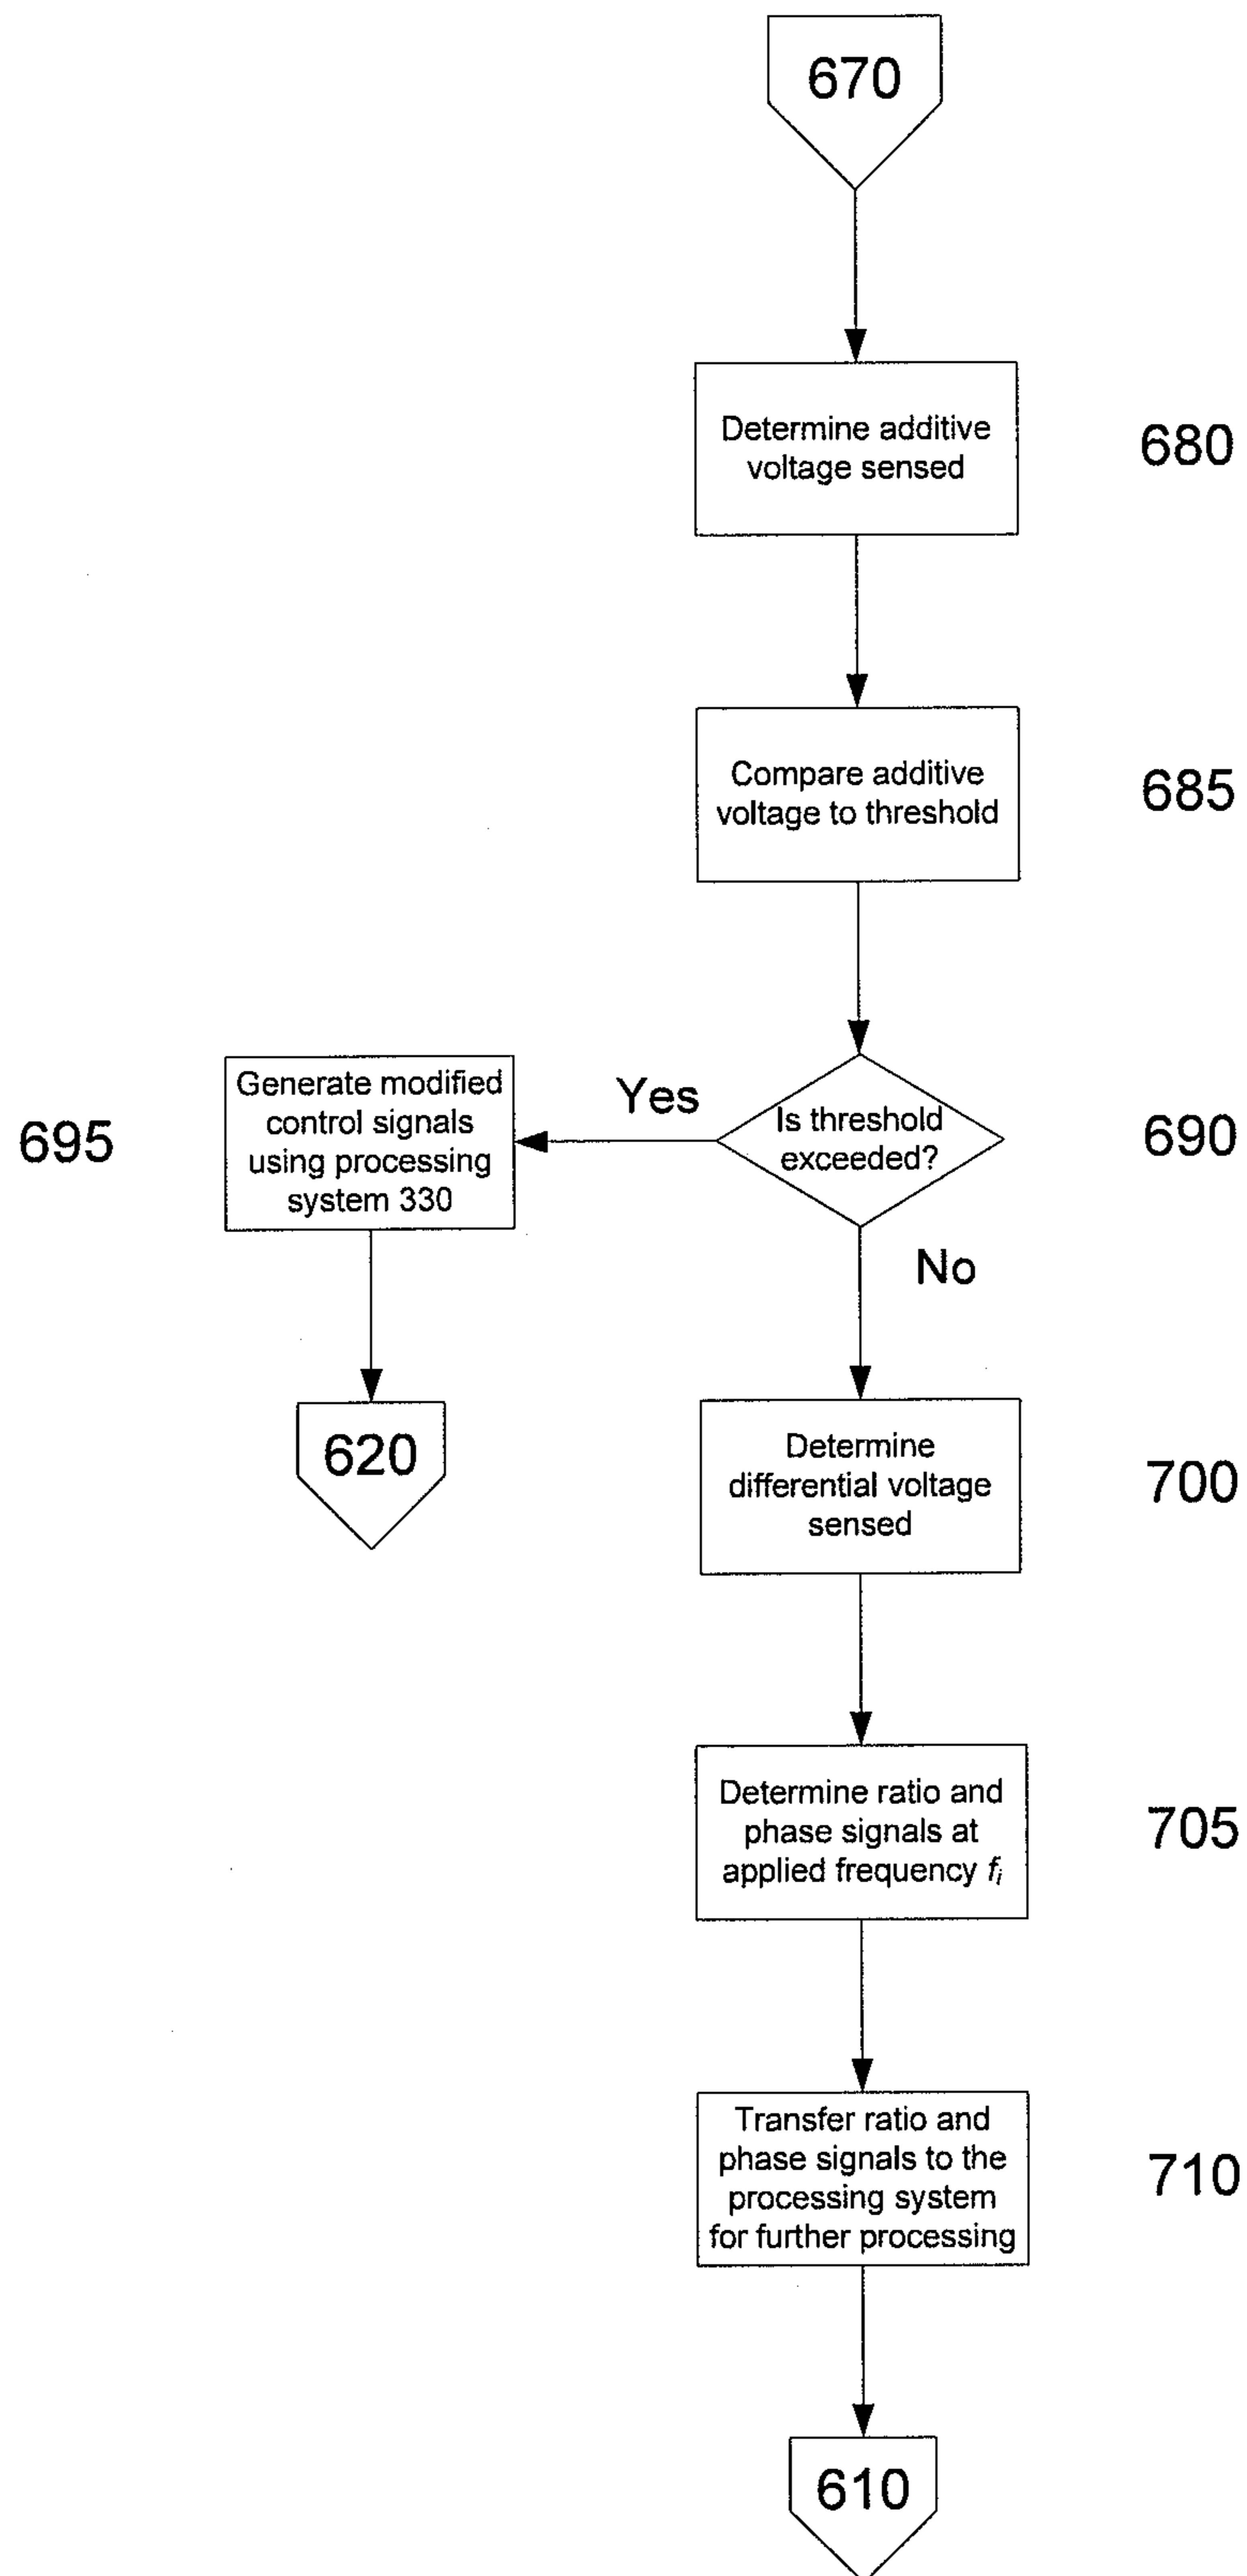 670
Determine additive
voltage sensed
680
Compare additive
voltage to threshold
685
Is threshold
exceeded?
690
Yes
Generate modified
control signals
using processing
system 330
695
620
No
Determine
differential voltage
sensed
700
Determine ratio and
phase signals at
applied frequency fi
705
Transfer ratio and
phase signals to the
processing system
for further processing
710
610